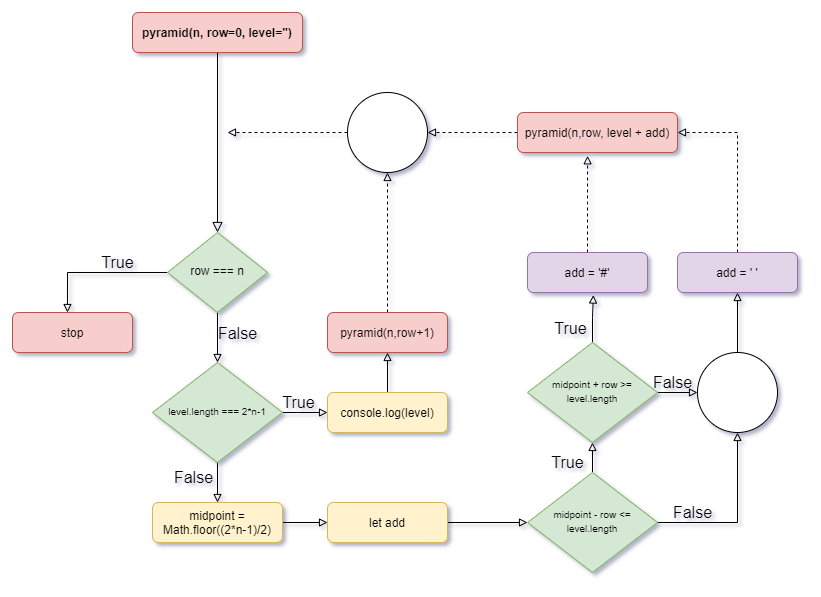 pyramid(n, row=0, level='')
pyramid(n,row, level + add)
True
row === n
add = '#'
add = ' '
stop
False
pyramid(n,row+1)
True
level.length === 2*n-1
True
console.log(level)
midpoint + row >=
level.length
False
False
True
midpoint =
Math.floor((2*n-1)/2)
let add
midpoint - row <=
level.length
False